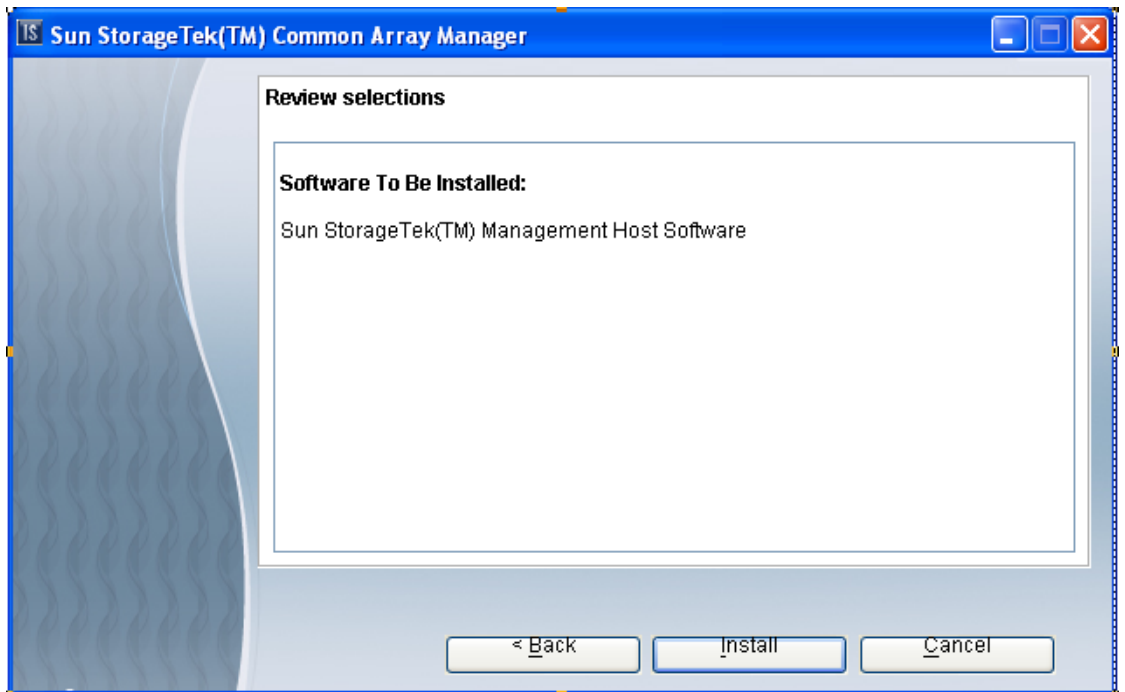 IS Sun StorageTek(TM) Common Array Manager
Review selections
Software To Be Installed:
Sun StorageTek(TM) Management Host Software
< Back Install Cancel